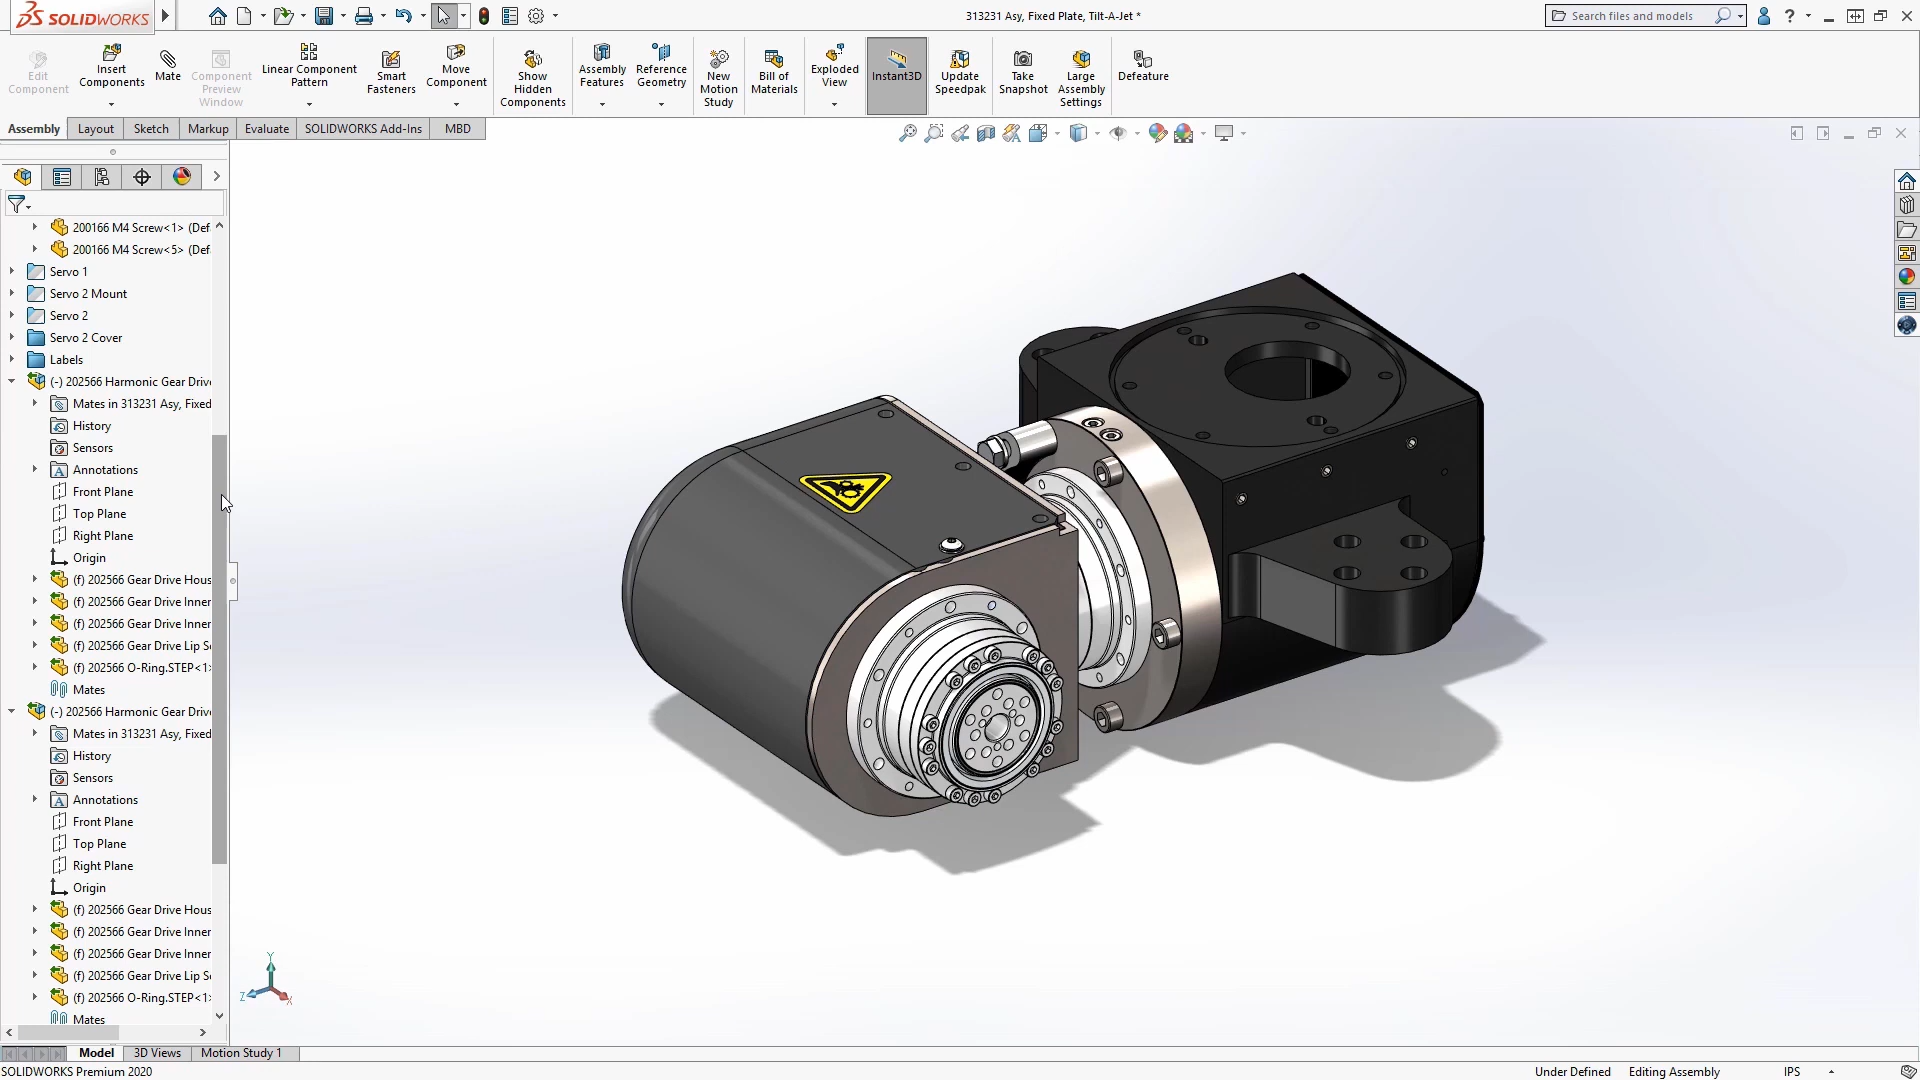 SOLIDWORKS
313231 Asy, Fixed Plate, Tilt-A-Jet *
Search files and models
?
Edit
Component
Insert
Components
Mate
Component
Preview
Window
Linear Component
Pattern
Smart
Fasteners
Move
Component
Show
Hidden
Components
Assembly
Features
Reference
Geometry
New
Motion
Study
Bill of
Materials
Exploded
View
Instant3D
Update
Speedpak
Take
Snapshot
Large
Assembly
Settings
Defeature
Assembly
Layout
Sketch
Markup
Evaluate
SOLIDWORKS Add-Ins
MBD
200166 M4 Screw<1> (Def
200166 M4 Screw<5> (Def
Servo 1
Servo 2 Mount
Servo 2
Servo 2 Cover
Labels
(-) 202566 Harmonic Gear Drive
Mates in 313231 Asy, Fixed
History
Sensors
Annotations
Front Plane
Top Plane
Right Plane
Origin
(f) 202566 Gear Drive Hous
(f) 202566 Gear Drive Inner
(f) 202566 Gear Drive Inner
(f) 202566 Gear Drive Lip S
(f) 202566 O-Ring.STEP<1>
Mates
(-) 202566 Harmonic Gear Drive
Mates in 313231 Asy, Fixed
History
Sensors
Annotations
Front Plane
Top Plane
Right Plane
Origin
(f) 202566 Gear Drive Hous
(f) 202566 Gear Drive Inner
(f) 202566 Gear Drive Inner
(f) 202566 Gear Drive Lip S
(f) 202566 O-Ring.STEP<1>
Mates
Y
Z
X
Model
3D Views
Motion Study 1
SOLIDWORKS Premium 2020
Under Defined
Editing Assembly
IPS